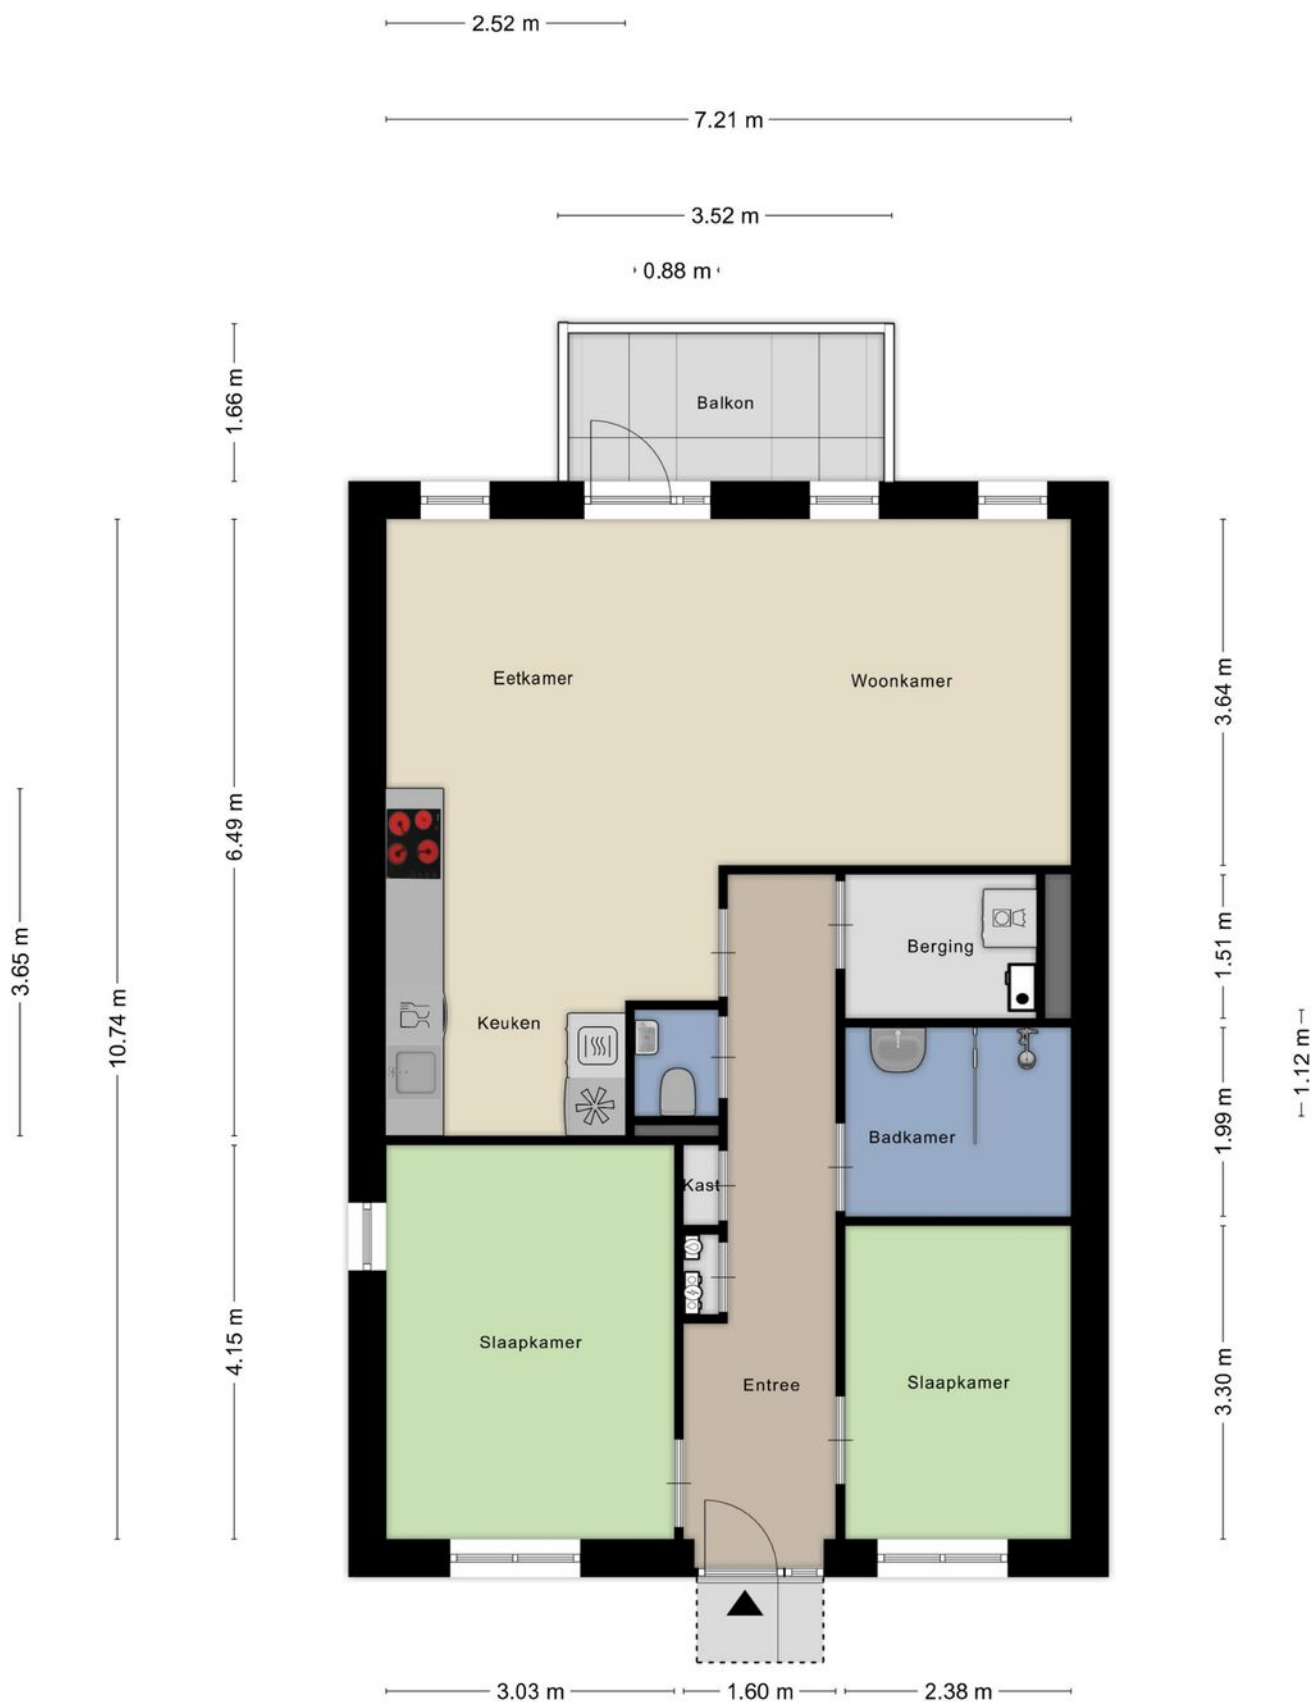 2.52 m
7.21 m
3.52 m
0.88 m
1.66 m
Balkon
Eetkamer
Woonkamer
3.64 m
6.49 m
3.65 m
10.74 m
Berging
1.51 m
Keuken
1.12 m
1.99 m
Badkamer
Kast
4.15 m
Slaapkamer
Entree
Slaapkamer
3.30 m
3.03 m
1.60 m
2.38 m